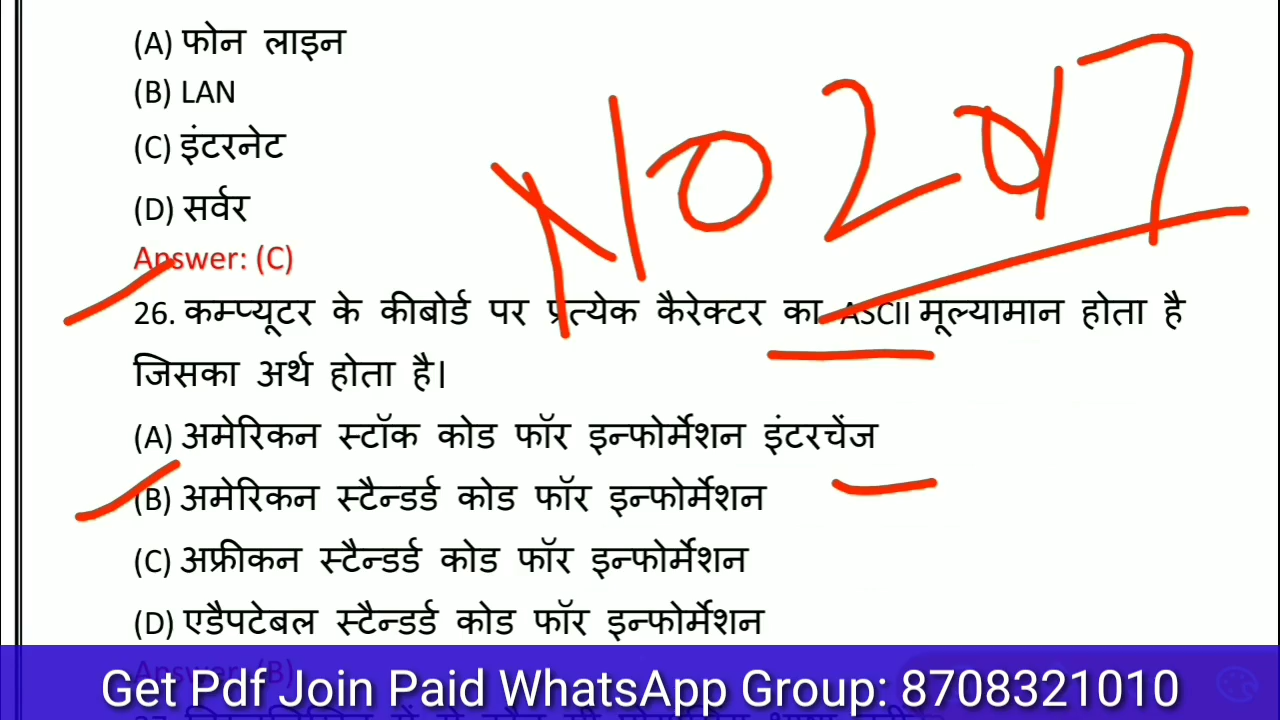 (A) फोन लाइन
(B) LAN
(C) इंटरनेट
(D) सर्वर
Answer: (C)
26. कम्प्यूटर के कीबोर्ड पर प्रत्येक कैरेक्टर का ASCII मूल्यामान होता है
जिसका अर्थ होता है।
(A) अमेरिकन स्टॉक कोड फॉर इन्फोर्मेशन इंटरचेंज
(B) अमेरिकन स्टैन्डर्ड कोड फॉर इन्फोर्मेशन
(C) अफ्रीकन स्टैन्डर्ड कोड फॉर इन्फोर्मेशन
(D) एडैपटेबल स्टैन्डर्ड कोड फॉर इन्फोर्मेशन
Answer: (B)
Get Pdf Join Paid WhatsApp Group: 8708321010